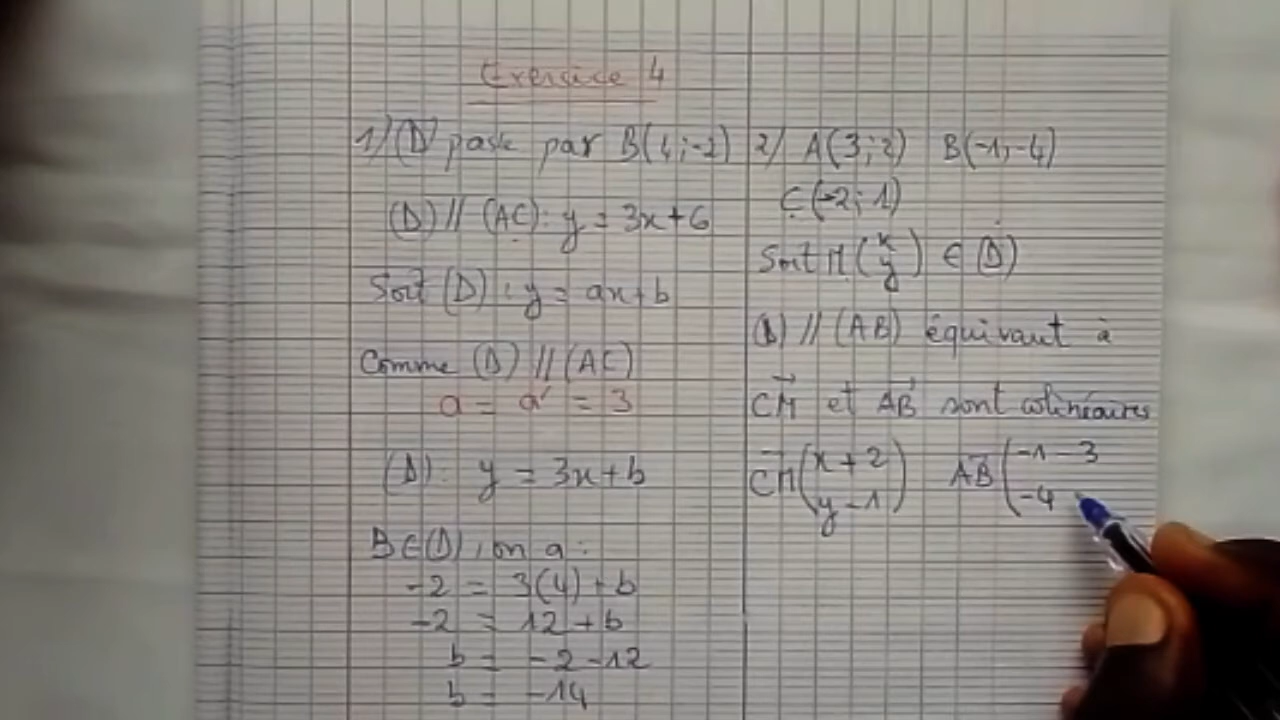 Exercice 4
1) (D) passe par B(4;-2)
(D) // (AC): y = 3x+6
Soit (D): y = ax+b
Comme (D) // (AC)
a = a' = 3
(D): y = 3x+b
B∈(D), on a:
-2 = 3(4)+b
-2 = 12+b
b = -2-12
b = -14
2) A(3;2) B(-1;-4)
C(-2;1)
Soit M(x y) ∈ (D)
(D) // (AB) équivaut à
CM et AB sont colinéaires
CM(x+2 AB(-1-3
y-1) -4